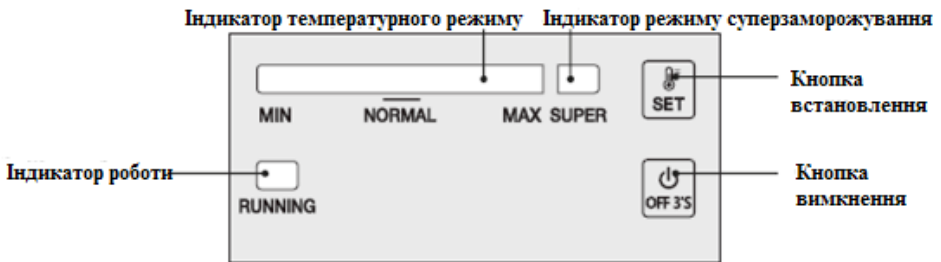 Індикатор температурного режиму Індикатор режиму суперзаморожування
MIN NORMAL MAX SUPER
SET
Кнопка
встановлення
Індикатор роботи
RUNNING
OFF 3'S
Кнопка
вимкнення